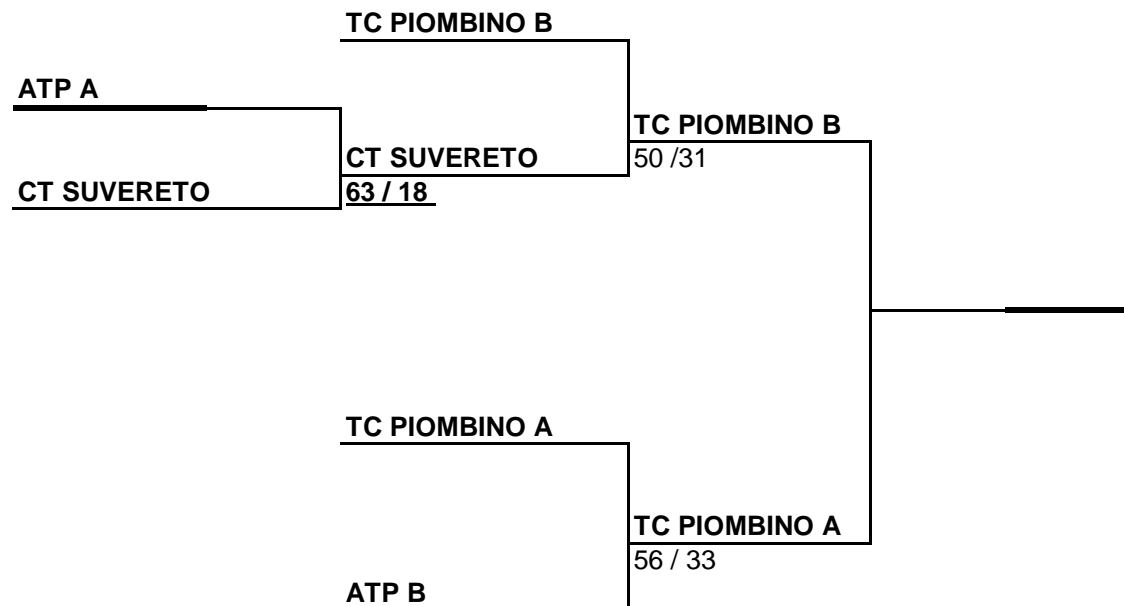 TC PIOMBINO B
ATP A
TC PIOMBINO B
CT SUVERETO
50 /31
CT SUVERETO
63 / 18
TC PIOMBINO A
TC PIOMBINO A
56 / 33
ATP B